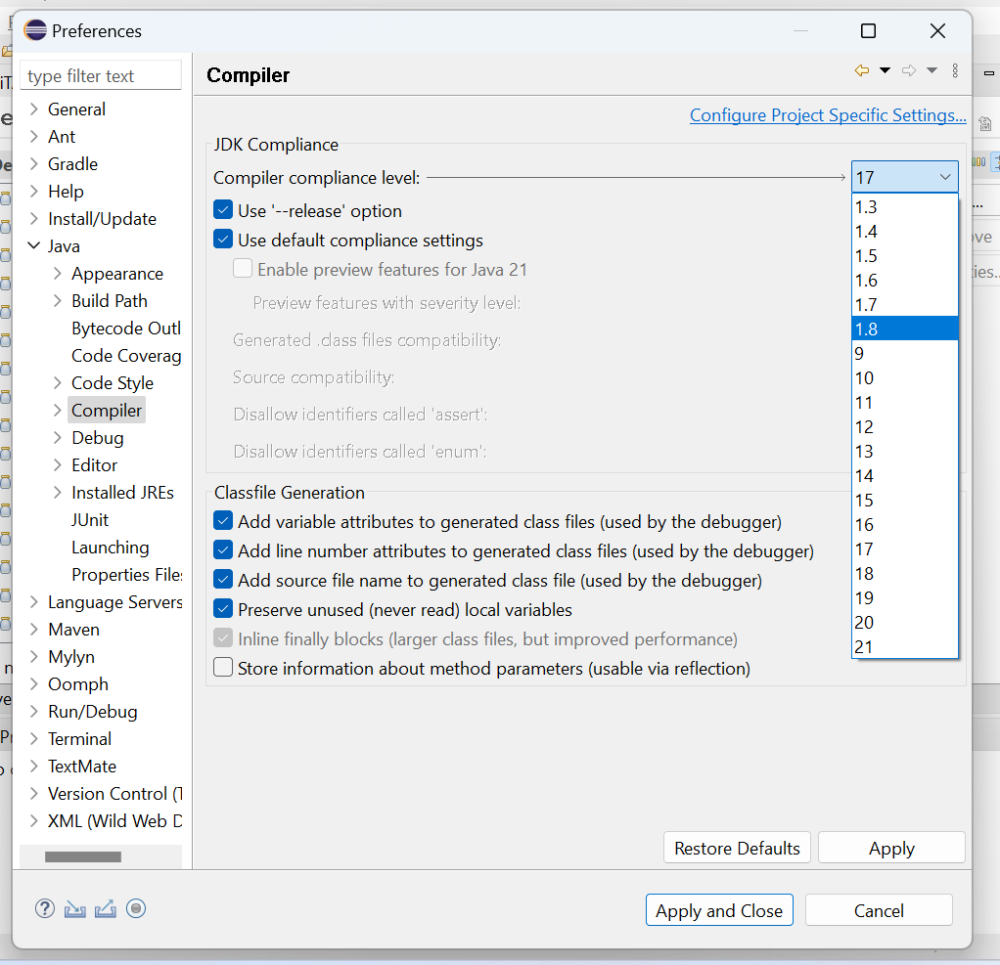 Preferences
type filter text
General
Ant
Gradle
Help
Install/Update
Java
Appearance
Build Path
Bytecode Outl
Code Coverag
Code Style
Compiler
Debug
Editor
Installed JREs
JUnit
Launching
Properties Files
Language Servers
Maven
Mylyn
Oomph
Run/Debug
Terminal
TextMate
Version Control (T
XML (Wild Web D
Compiler
Configure Project Specific Settings...
JDK Compliance
Compiler compliance level:
17
Use '--release' option
Use default compliance settings
Enable preview features for Java 21
Preview features with severity level:
Generated .class files compatibility:
Source compatibility:
Disallow identifiers called 'assert':
Disallow identifiers called 'enum':
1.3
1.4
1.5
1.6
1.7
1.8
9
10
11
12
13
14
15
16
17
18
19
20
21
Classfile Generation
Add variable attributes to generated class files (used by the debugger)
Add line number attributes to generated class files (used by the debugger)
Add source file name to generated class file (used by the debugger)
Preserve unused (never read) local variables
Inline finally blocks (larger class files, but improved performance)
Store information about method parameters (usable via reflection)
Restore Defaults
Apply
Apply and Close
Cancel